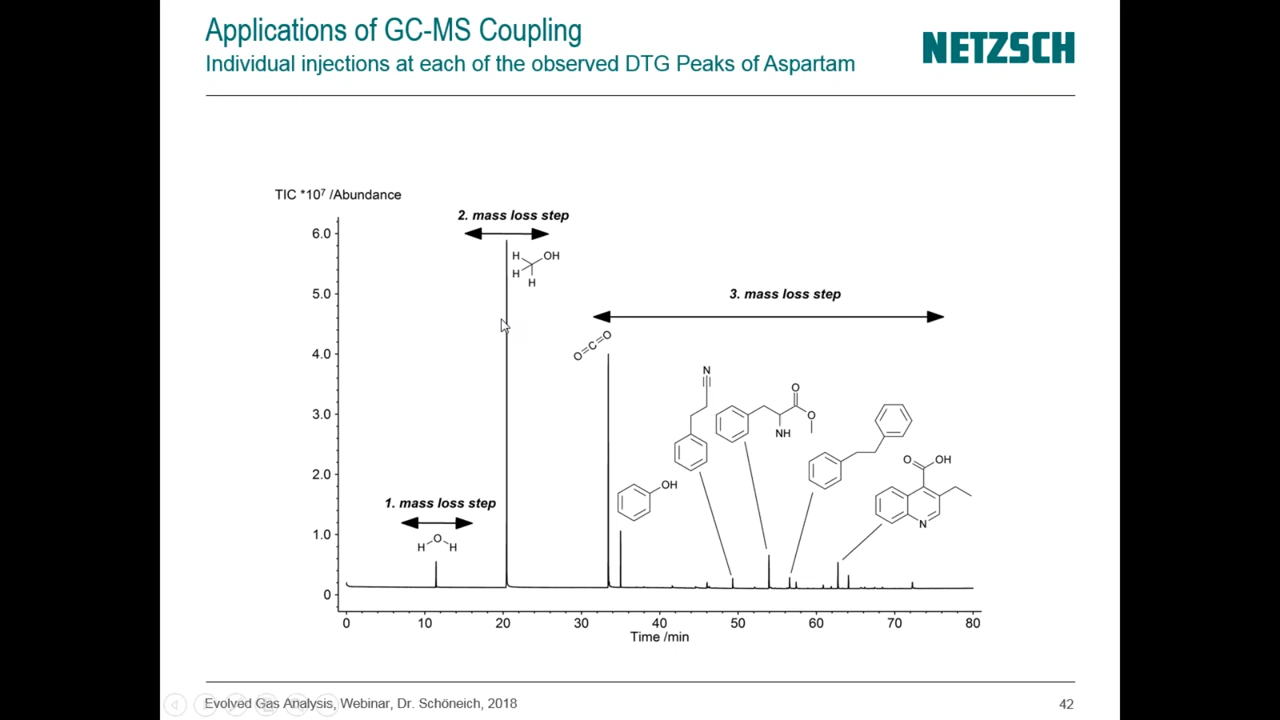 Applications of GC-MS Coupling
Individual injections at each of the observed DTG Peaks of Aspartam
NETZSCH
TIC *10⁷ /Abundance
2. mass loss step
6.0
H OH
H
H
5.0
3. mass loss step
4.0
O=C=O
N
O
O
3.0
NH
OH
O OH
2.0
1. mass loss step
N
1.0
H O H
0
0 10 20 30 40 50 60 70 80
Time /min
Evolved Gas Analysis, Webinar, Dr. Schöneich, 2018
42